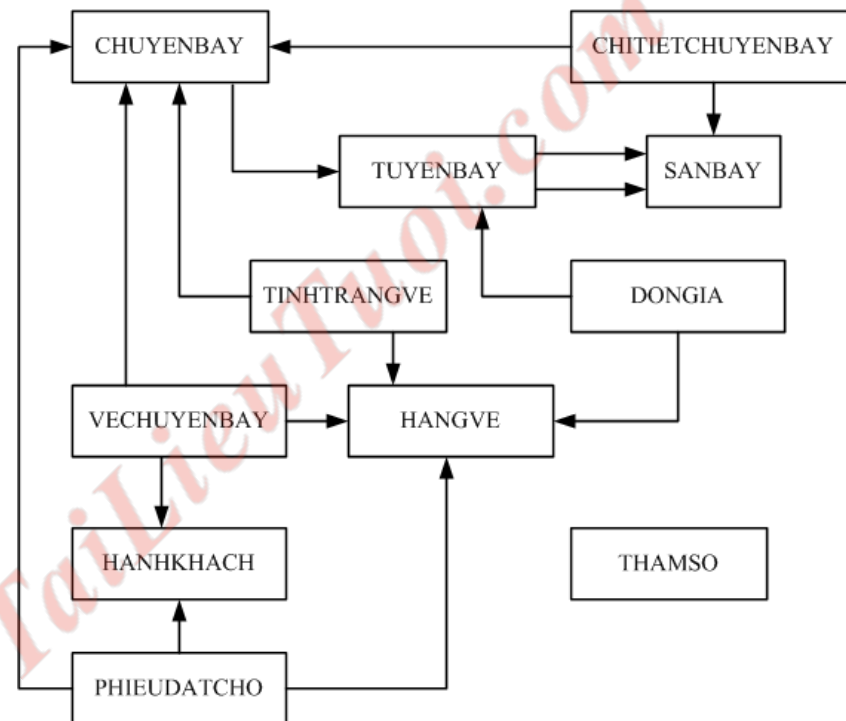 CHUYENBAY
CHITIETCHUYENBAY
TUYENBAY
SANBAY
TINHTRANGVE
DONGIA
VECHUYENBAY
HANGVE
HANHKHACH
THAMSO
PHIEUDATCHO
TaiLieuTuoi.com